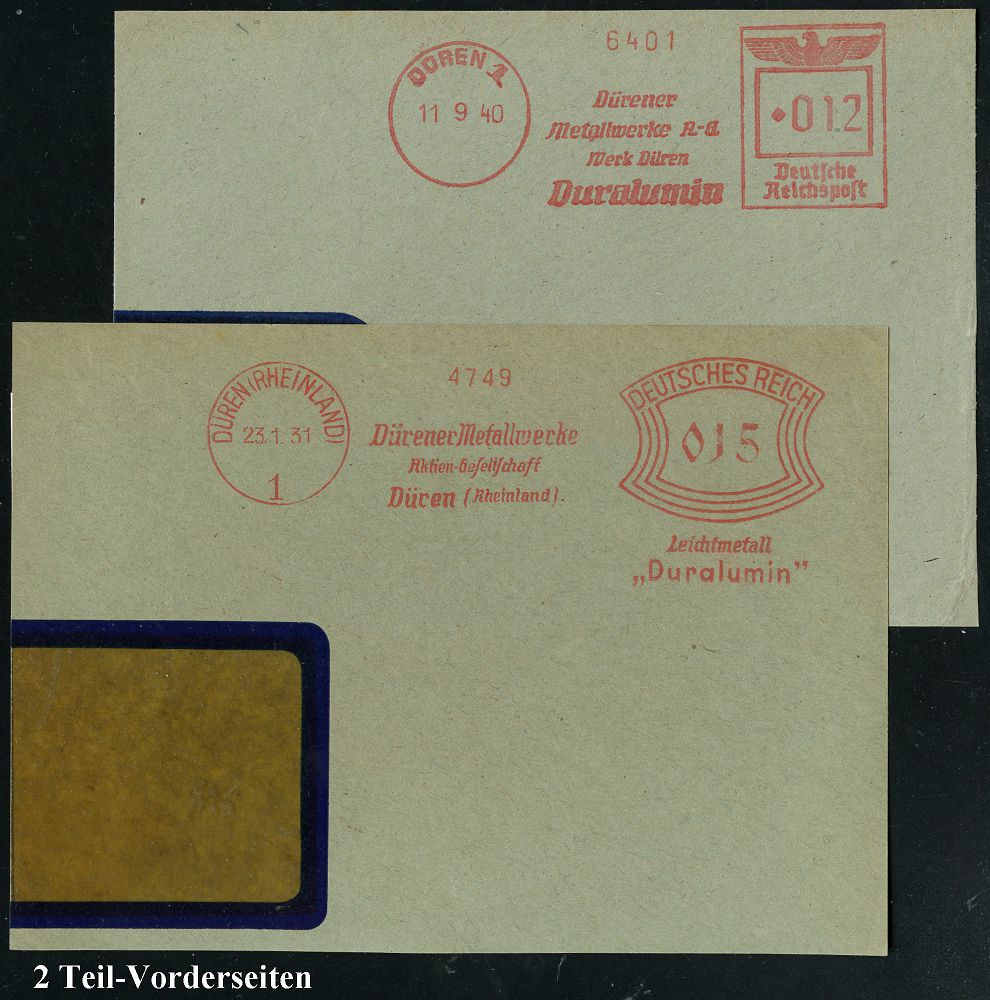 6401
DÜREN 1
11 9 40
Dürener
Metallwerke A-G
Werk Düren
Duralumin
012
Deutsche
Reichspost
DÜREN (RHEINLAND)
23.1.31
1
4749
Dürener Metallwerke
Aktien-Gesellschaft
Düren (Rheinland).
DEUTSCHES REICH
015
Leichtmetall
„Duralumin”
2 Teil-Vorderseiten